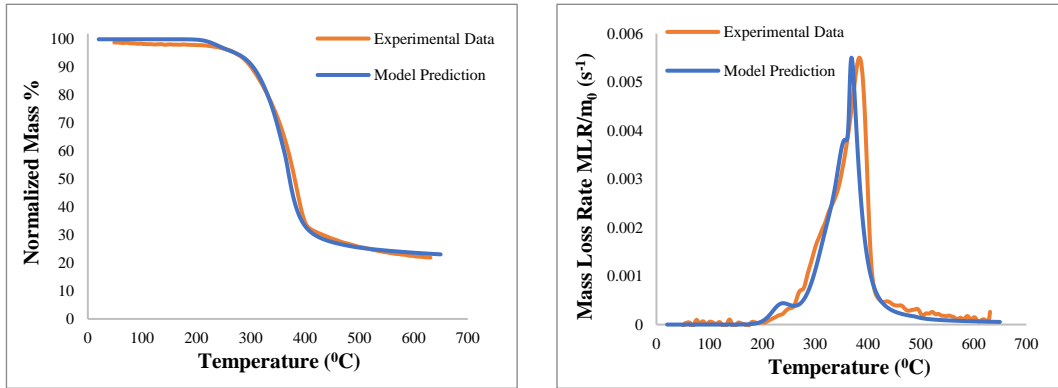 Normalized Mass %
100
90
80
70
60
50
40
30
20
10
0
Experimental Data
Model Prediction
0 100 200 300 400 500 600 700
Temperature (⁰C)
Mass Loss Rate MLR/m₀ (s⁻¹)
0.006
0.005
0.004
0.003
0.002
0.001
0
Experimental Data
Model Prediction
0 100 200 300 400 500 600 700
Temperature (⁰C)